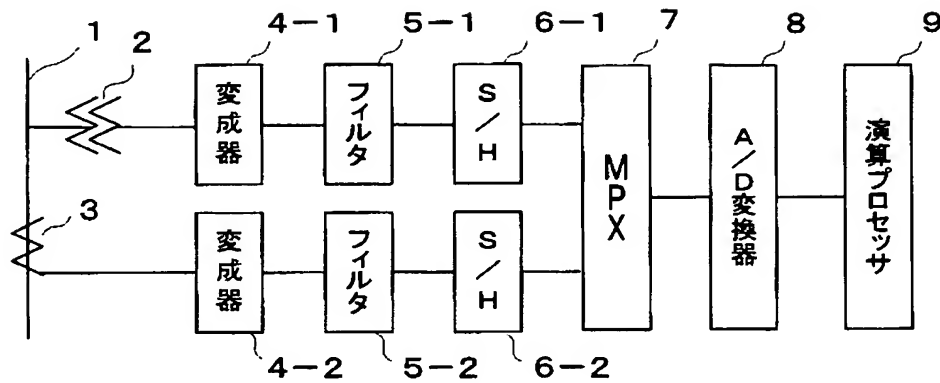 1
2
4-1
5-1
6-1
7
8
9
変成器
フィルタ
S/H
MPX
A/D変換器
演算プロセッサ
3
変成器
フィルタ
S/H
4-2
5-2
6-2